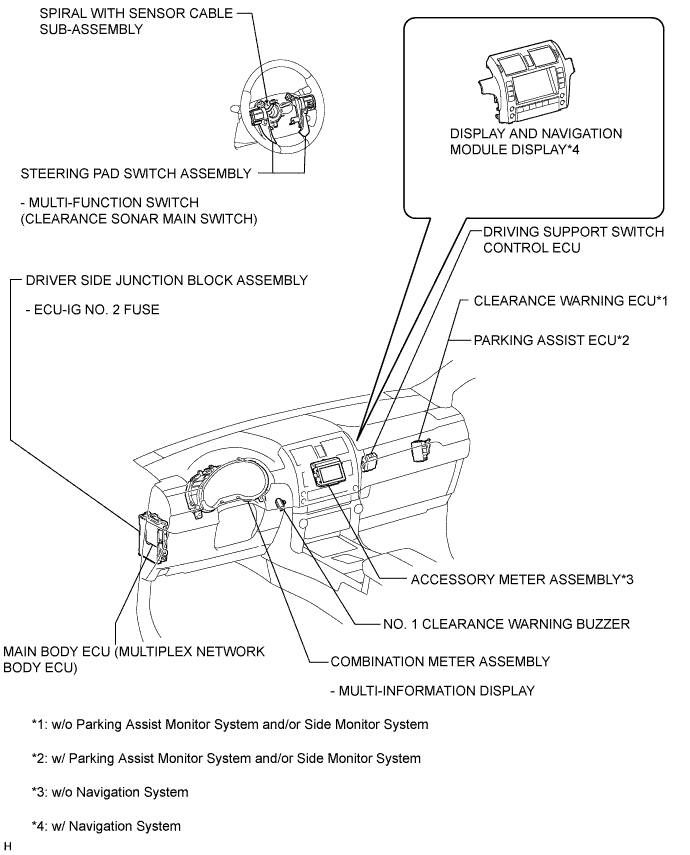 SPIRAL WITH SENSOR CABLE
SUB-ASSEMBLY
DISPLAY AND NAVIGATION
MODULE DISPLAY*4
STEERING PAD SWITCH ASSEMBLY
- MULTI-FUNCTION SWITCH
(CLEARANCE SONAR MAIN SWITCH)
DRIVING SUPPORT SWITCH
CONTROL ECU
DRIVER SIDE JUNCTION BLOCK ASSEMBLY
- ECU-IG NO. 2 FUSE
CLEARANCE WARNING ECU*1
PARKING ASSIST ECU*2
ACCESSORY METER ASSEMBLY*3
NO. 1 CLEARANCE WARNING BUZZER
MAIN BODY ECU (MULTIPLEX NETWORK
BODY ECU)
COMBINATION METER ASSEMBLY
- MULTI-INFORMATION DISPLAY
*1: w/o Parking Assist Monitor System and/or Side Monitor System
*2: w/ Parking Assist Monitor System and/or Side Monitor System
*3: w/o Navigation System
*4: w/ Navigation System
H